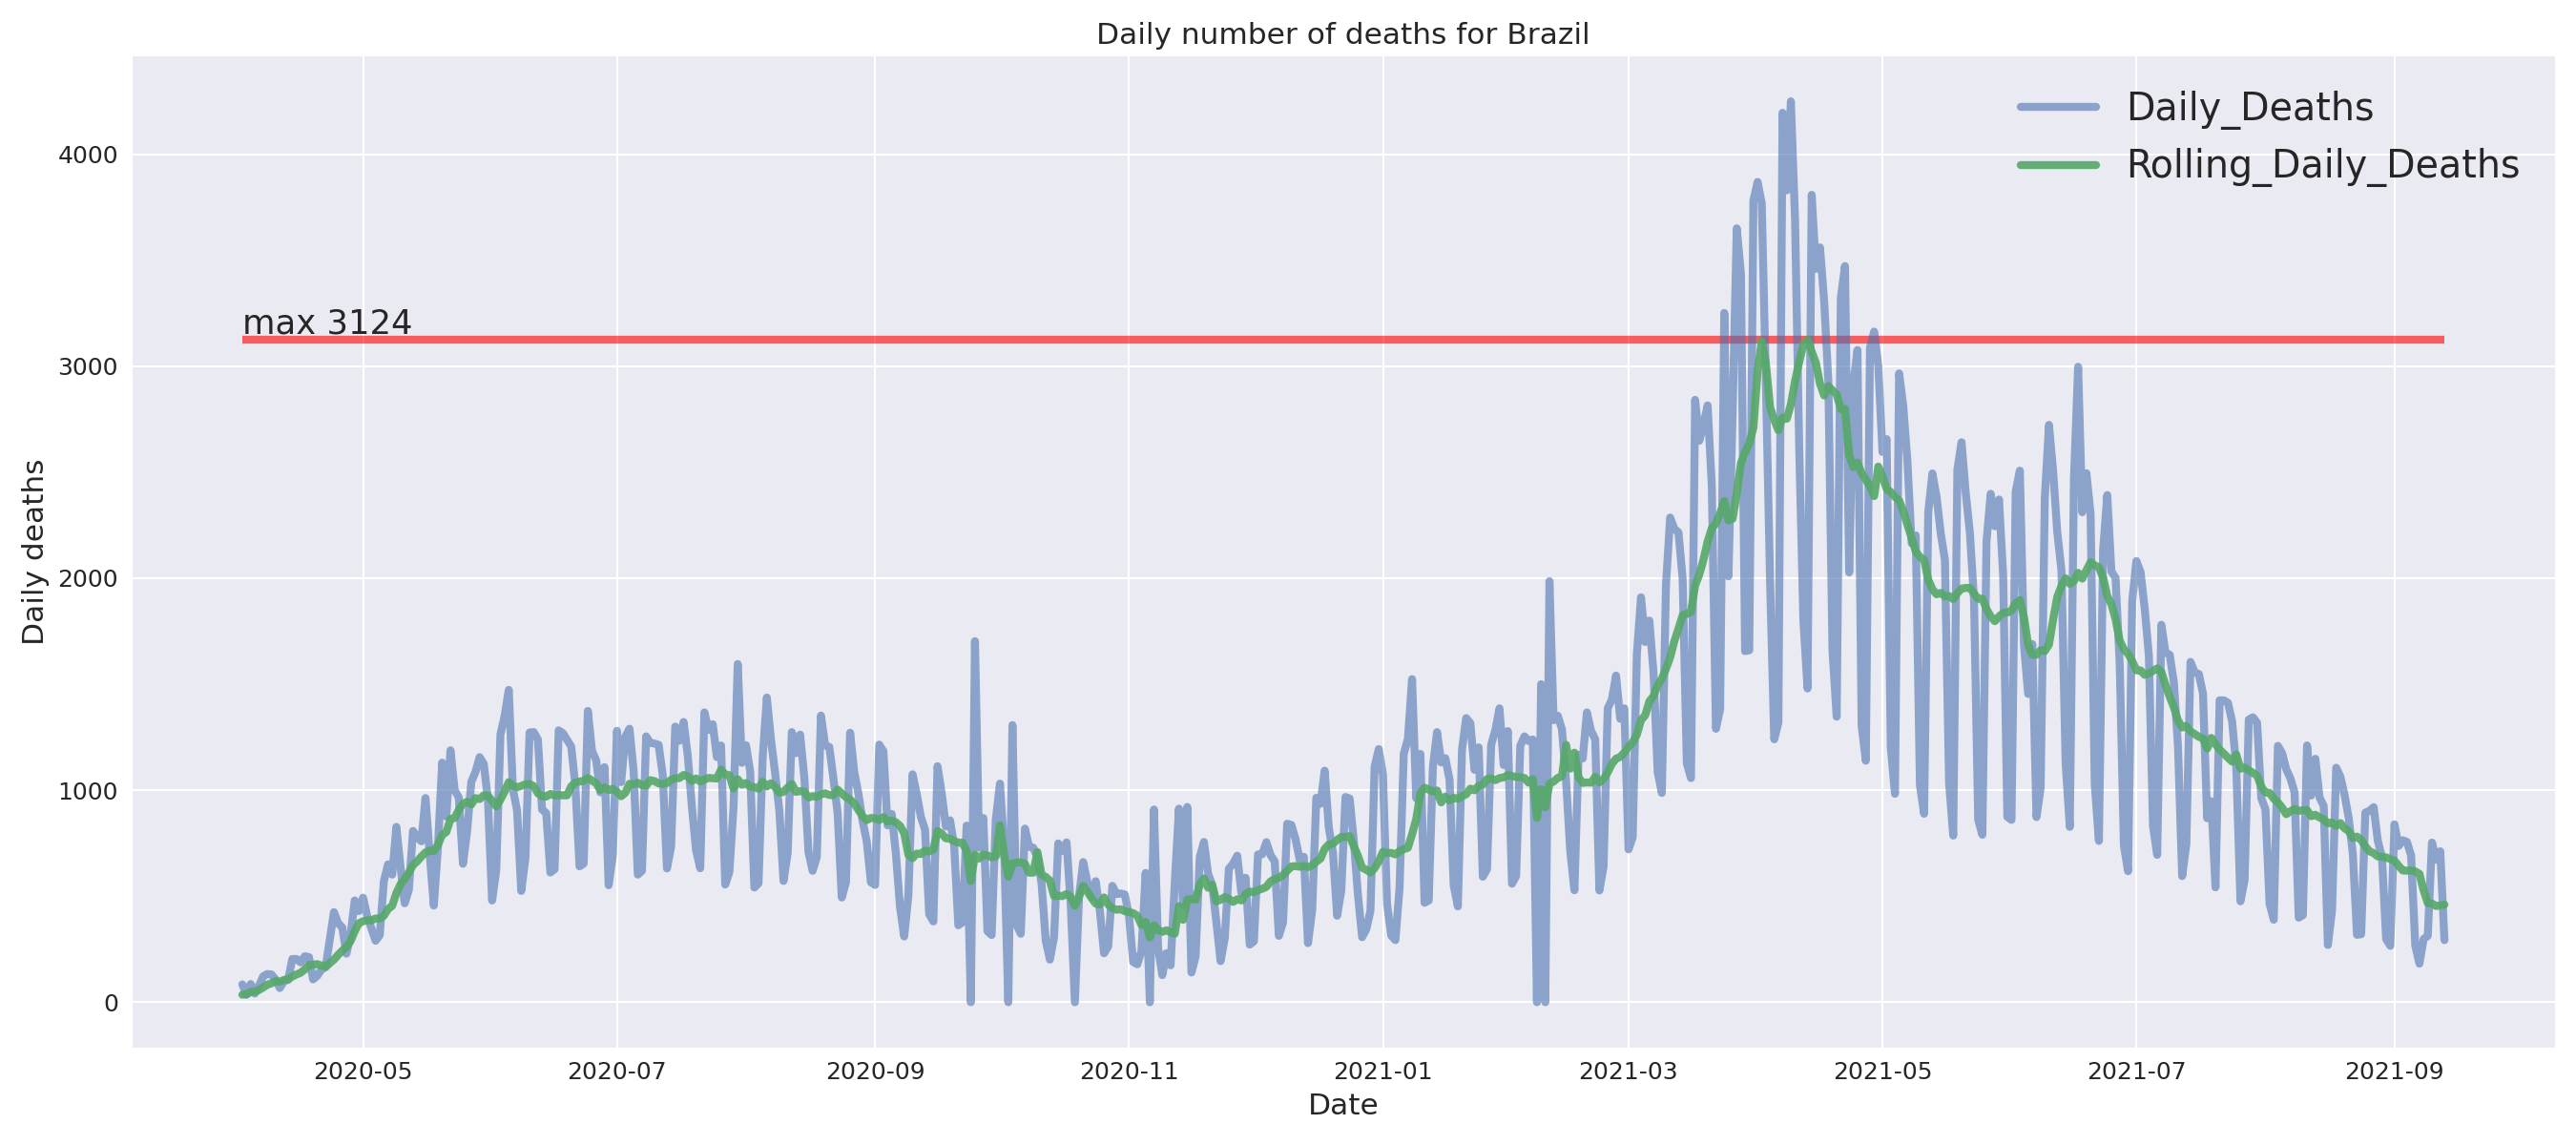 Daily number of deaths for Brazil
Daily_Deaths
Rolling_Daily_Deaths
max 3124
Daily deaths
4000
3000
2000
1000
0
2020-05
2020-07
2020-09
2020-11
2021-01
2021-03
2021-05
2021-07
2021-09
Date